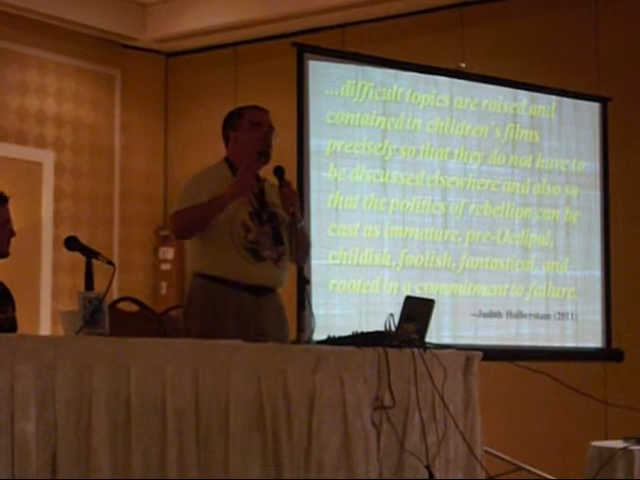 ...difficult topics are raised and
contained in children's films
precisely so that they do not have to
be discussed elsewhere and also so
that the politics of rebellion can be
cast as immature, pre-Oedipal,
childish, foolish, fantastical, and
rooted in a commitment to failure.
--Judith Halberstam (2011)